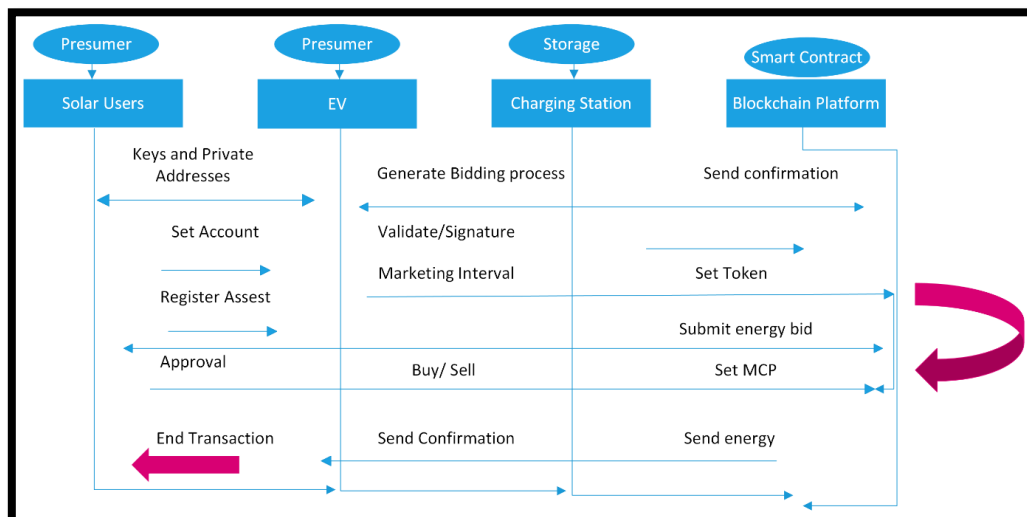 Presumer
Presumer
Storage
Smart Contract
Solar Users
EV
Charging Station
Blockchain Platform
Keys and Private
Addresses
Generate Bidding process
Send confirmation
Set Account
Validate/Signature
Marketing Interval
Set Token
Register Assest
Submit energy bid
Approval
Buy/ Sell
Set MCP
End Transaction
Send Confirmation
Send energy